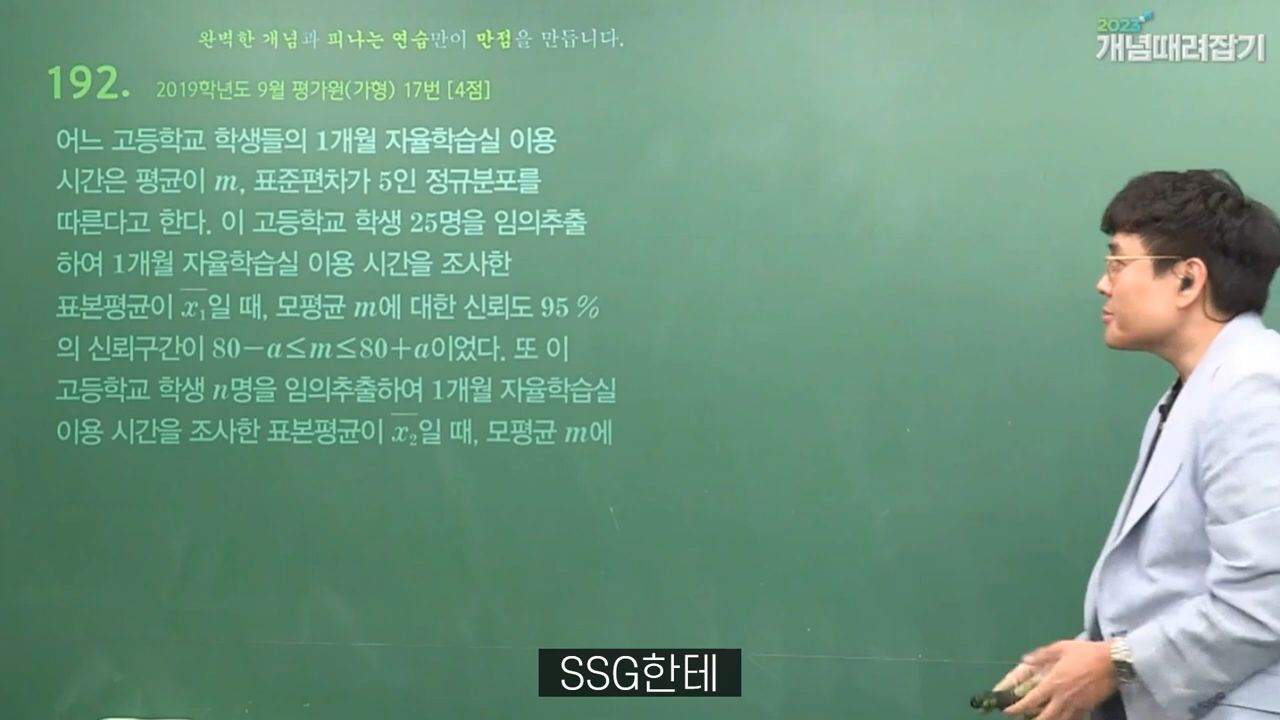 완벽한 개념과 피나는 연습만이 만점을 만듭니다.
2023
개념때려잡기
192. 2019학년도 9월 평가원(가형) 17번 [4점]
어느 고등학교 학생들의 1개월 자율학습실 이용
시간은 평균이 m, 표준편차가 5인 정규분포를
따른다고 한다. 이 고등학교 학생 25명을 임의추출
하여 1개월 자율학습실 이용 시간을 조사한
표본평균이 x̅₁일 때, 모평균 m에 대한 신뢰도 95 %
의 신뢰구간이 80−a≤m≤80+a이었다. 또 이
고등학교 학생 n명을 임의추출하여 1개월 자율학습실
이용 시간을 조사한 표본평균이 x̅₂일 때, 모평균 m에
SSG한테